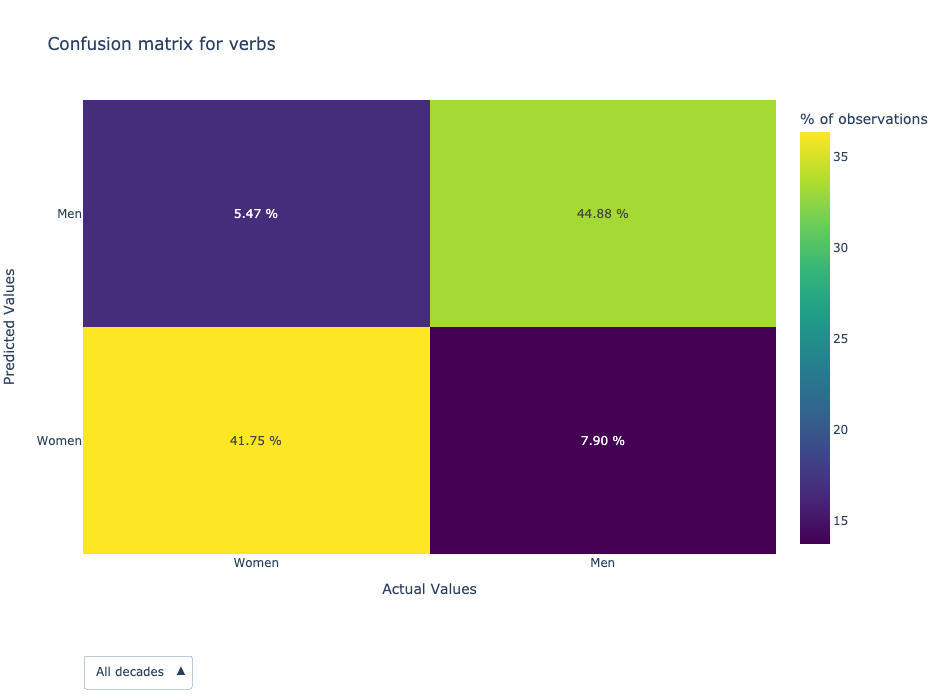 Confusion matrix for verbs
% of observations
35
30
25
20
15
Predicted Values
Men
5.47 %
44.88 %
Women
41.75 %
7.90 %
Women
Men
Actual Values
All decades ▲